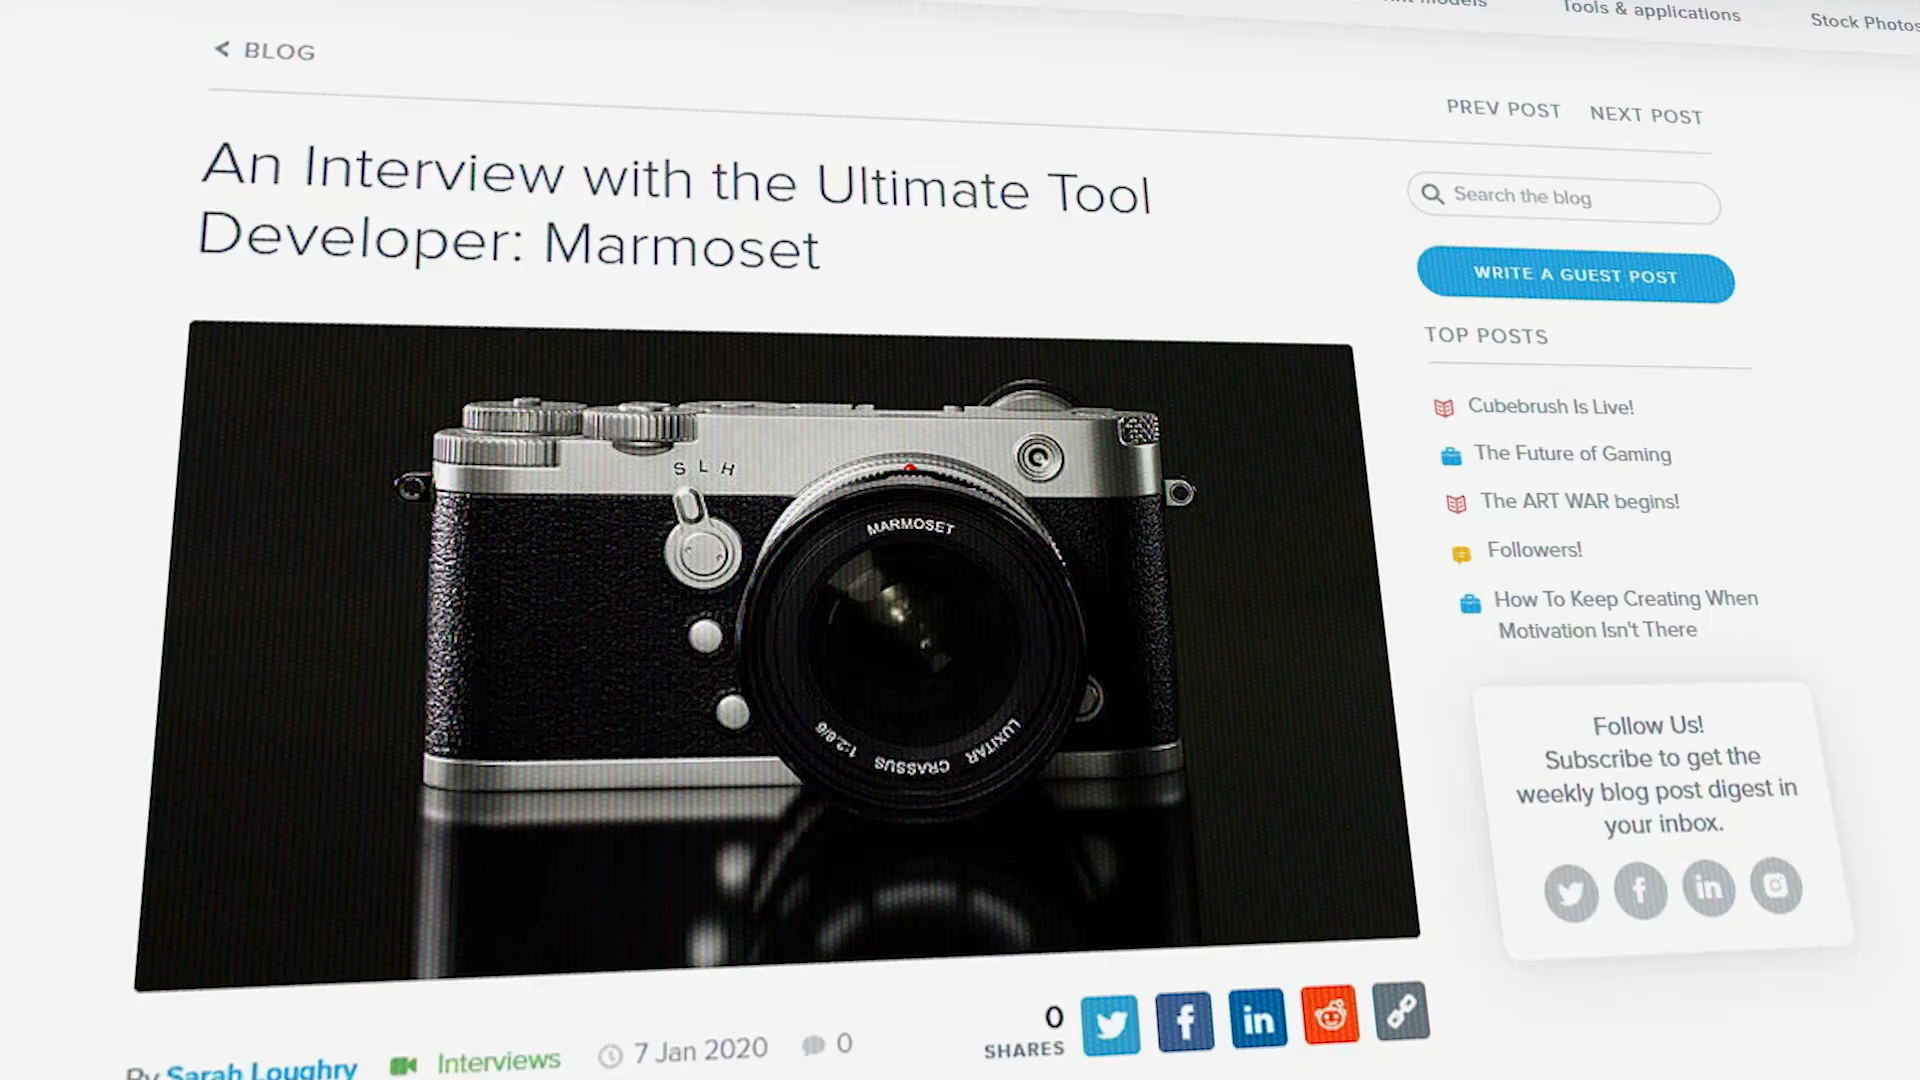 Tools & applications
Stock Photos
< BLOG
PREV POST
NEXT POST
An Interview with the Ultimate Tool
Developer: Marmoset
Search the blog
WRITE A GUEST POST
TOP POSTS
Cubebrush Is Live!
The Future of Gaming
The ART WAR begins!
Followers!
How To Keep Creating When
Motivation Isn't There
S L H
MARMOSET
LUXITAR CRASSUS 1:2.8/6
Follow Us!
Subscribe to get the
weekly blog post digest in
your inbox.
0
SHARES
By Sarah Loughry
Interviews
7 Jan 2020
0